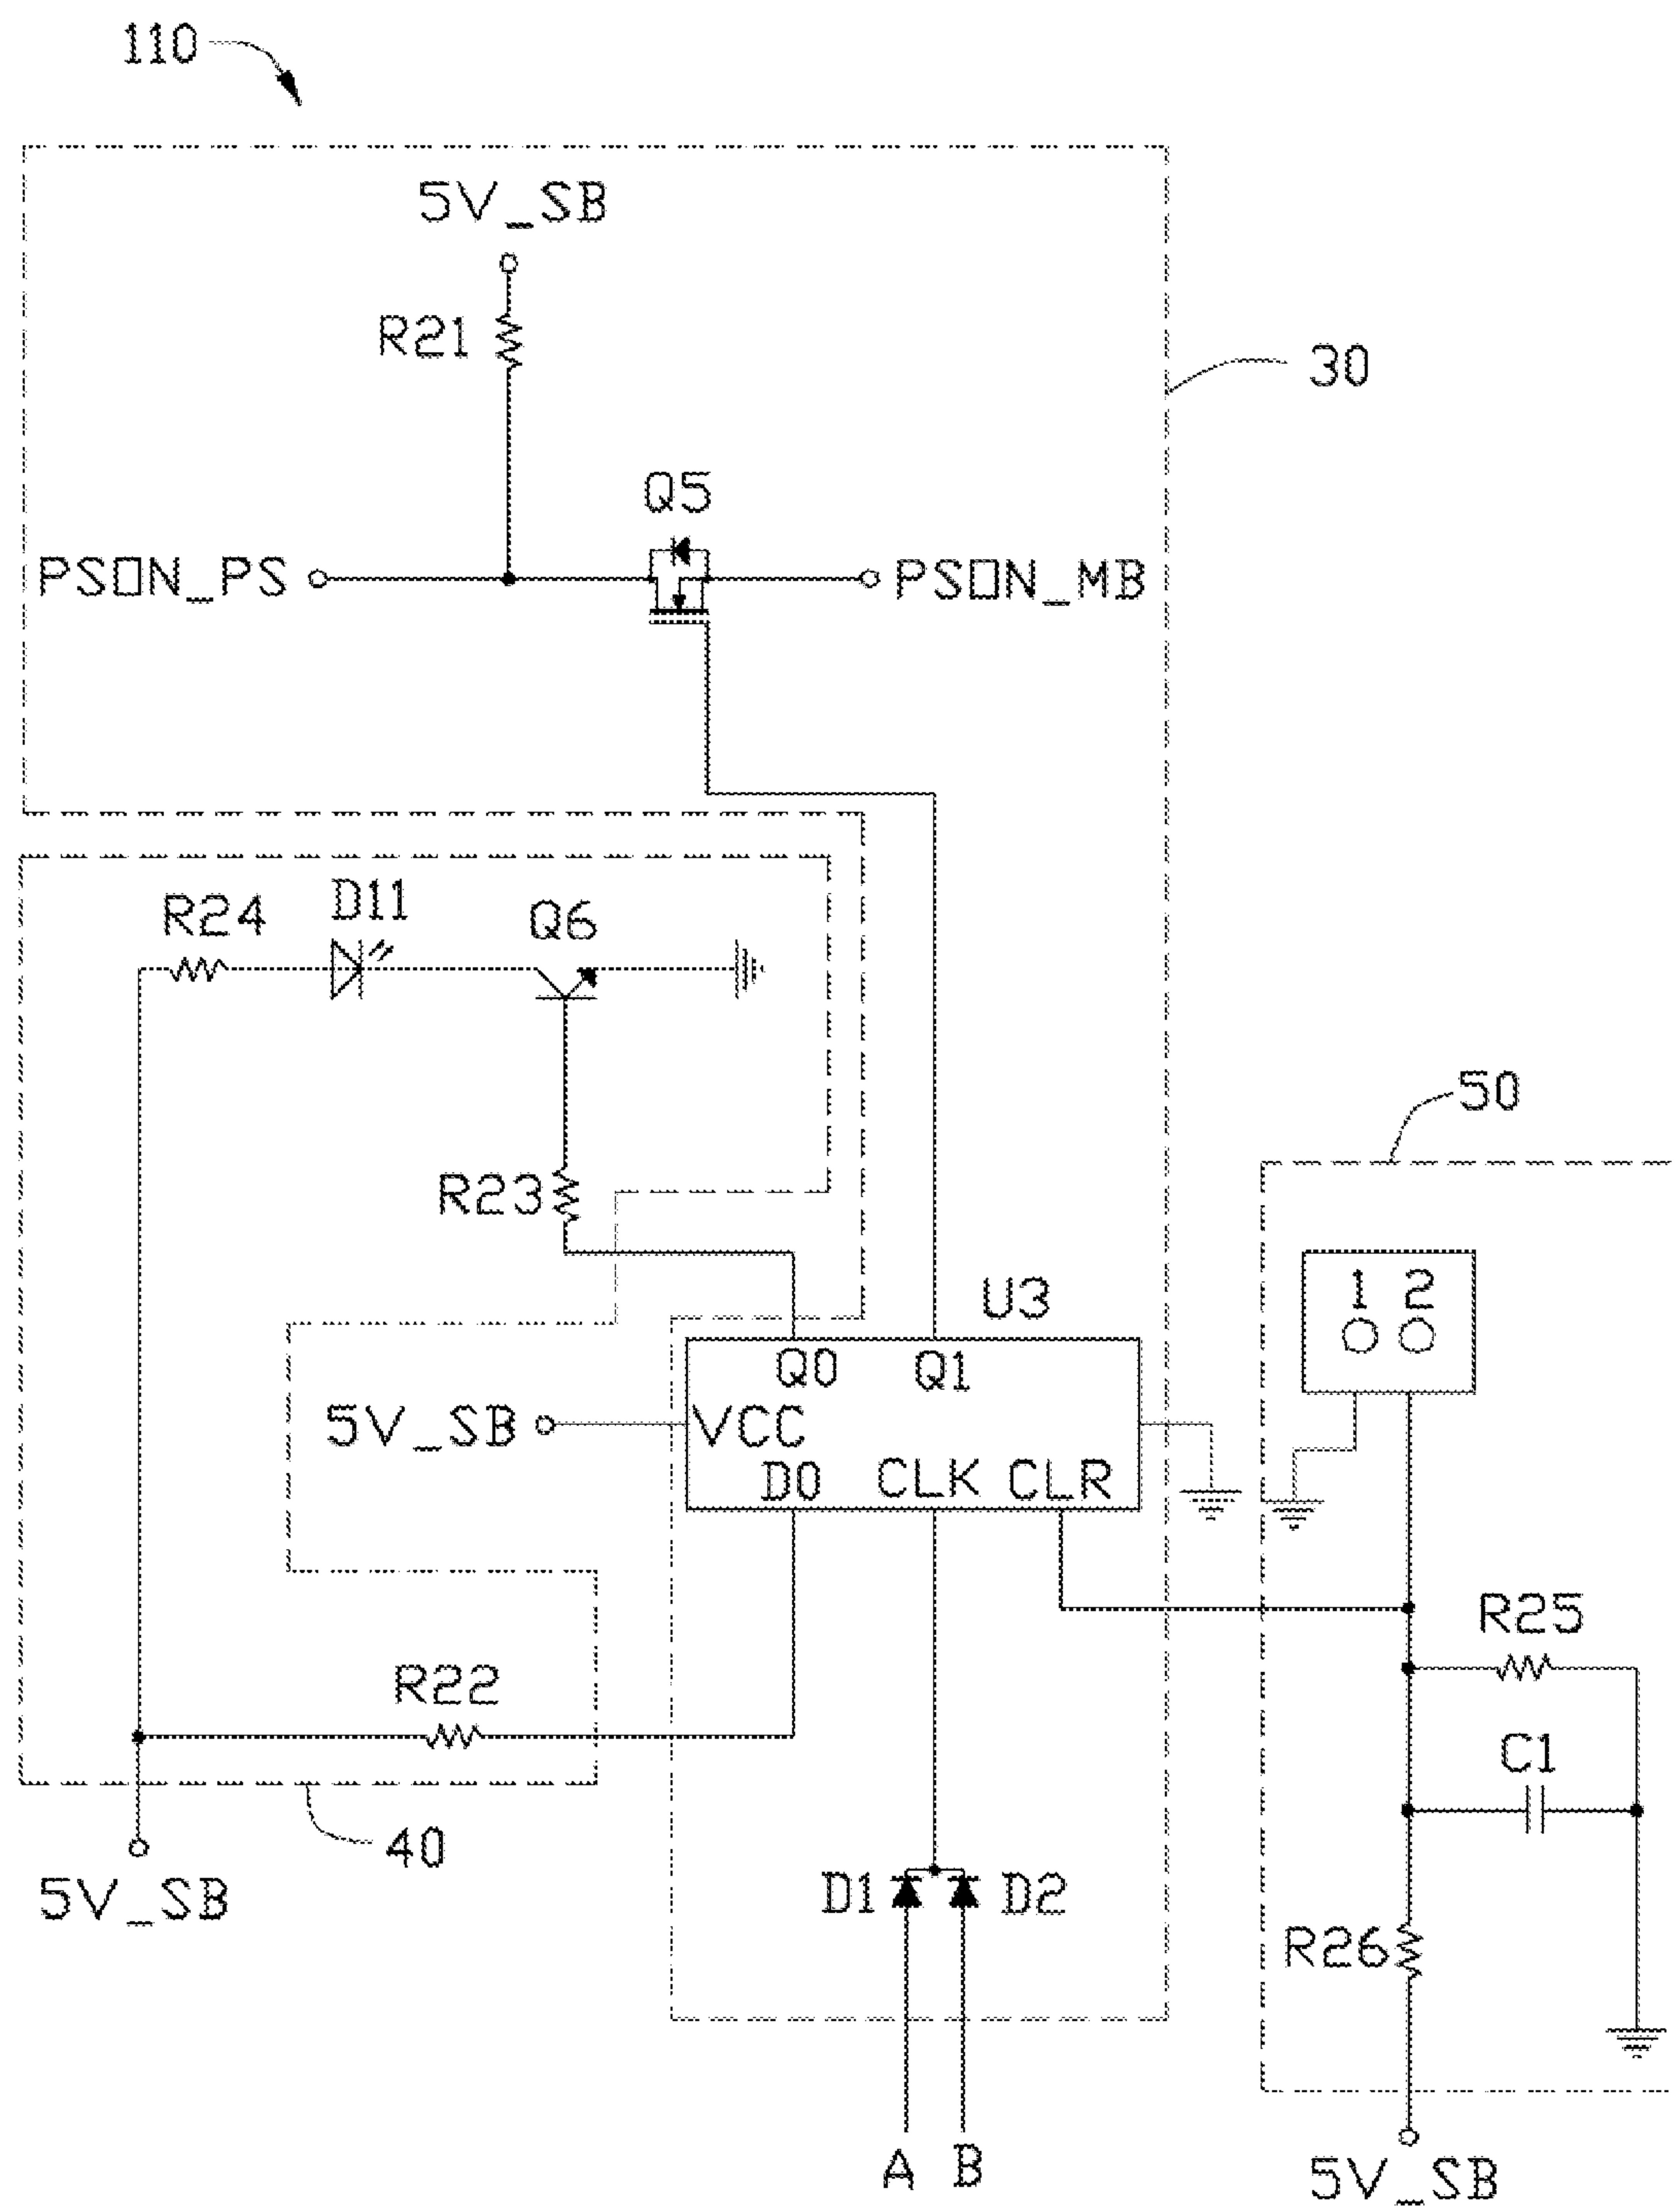 110
5V_SB
R21
30
Q5
PSON_PS
PSON_MB
R24
D11
Q6
50
R23
U3
1 2
Q0 Q1
5V_SB
VCC
D0 CLK CLR
R25
R22
C1
40
5V_SB
D1 D2
R26
A B
5V_SB